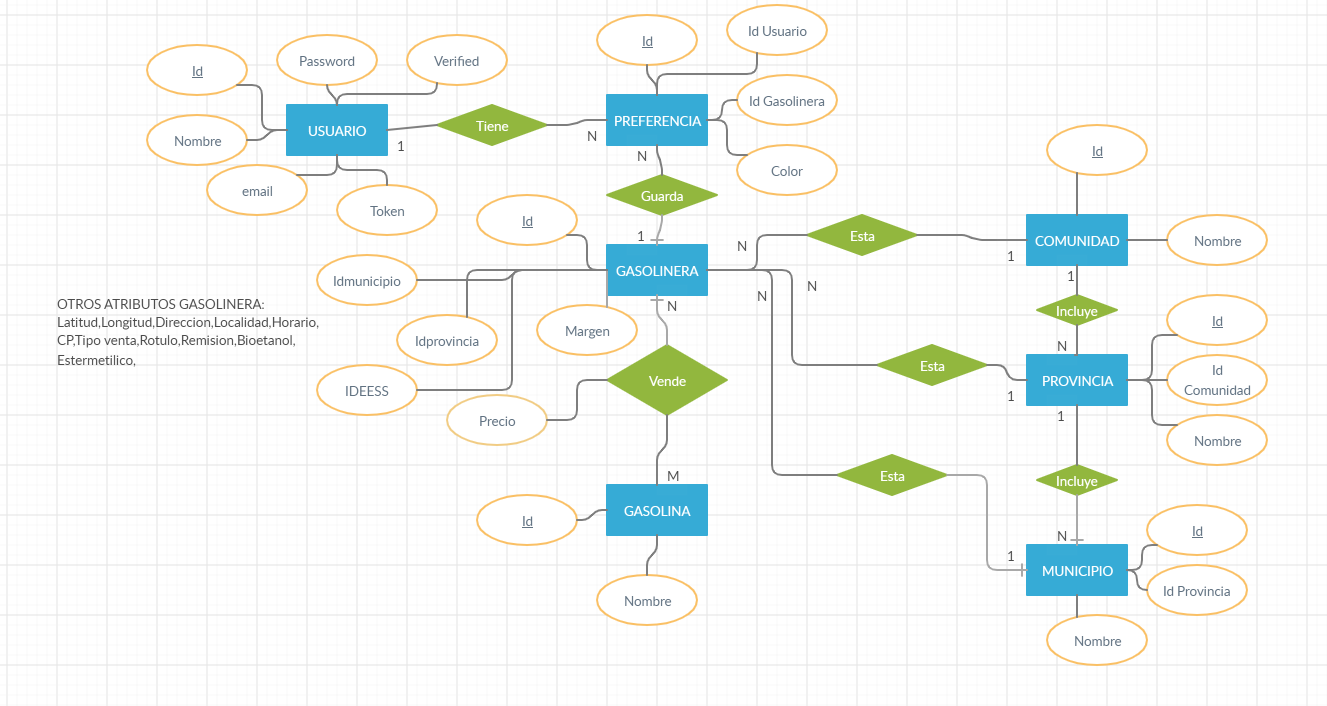 Id
Password
Verified
Nombre
email
Token
USUARIO
1
Tiene
N
Id
Id Usuario
PREFERENCIA
Id Gasolinera
Color
N
Guarda
1
Id
GASOLINERA
Idmunicipio
Idprovincia
IDEESS
Margen
OTROS ATRIBUTOS GASOLINERA:
Latitud,Longitud,Direccion,Localidad,Horario,
CP,Tipo venta,Rotulo,Remision,Bioetanol,
Estermetilico,
N
Vende
Precio
M
GASOLINA
Id
Nombre
N
Esta
1
N
Esta
1
N
Esta
1
Id
COMUNIDAD
Nombre
1
Incluye
N
PROVINCIA
Id
Id
Comunidad
Nombre
1
Incluye
N
MUNICIPIO
Id
Id Provincia
Nombre